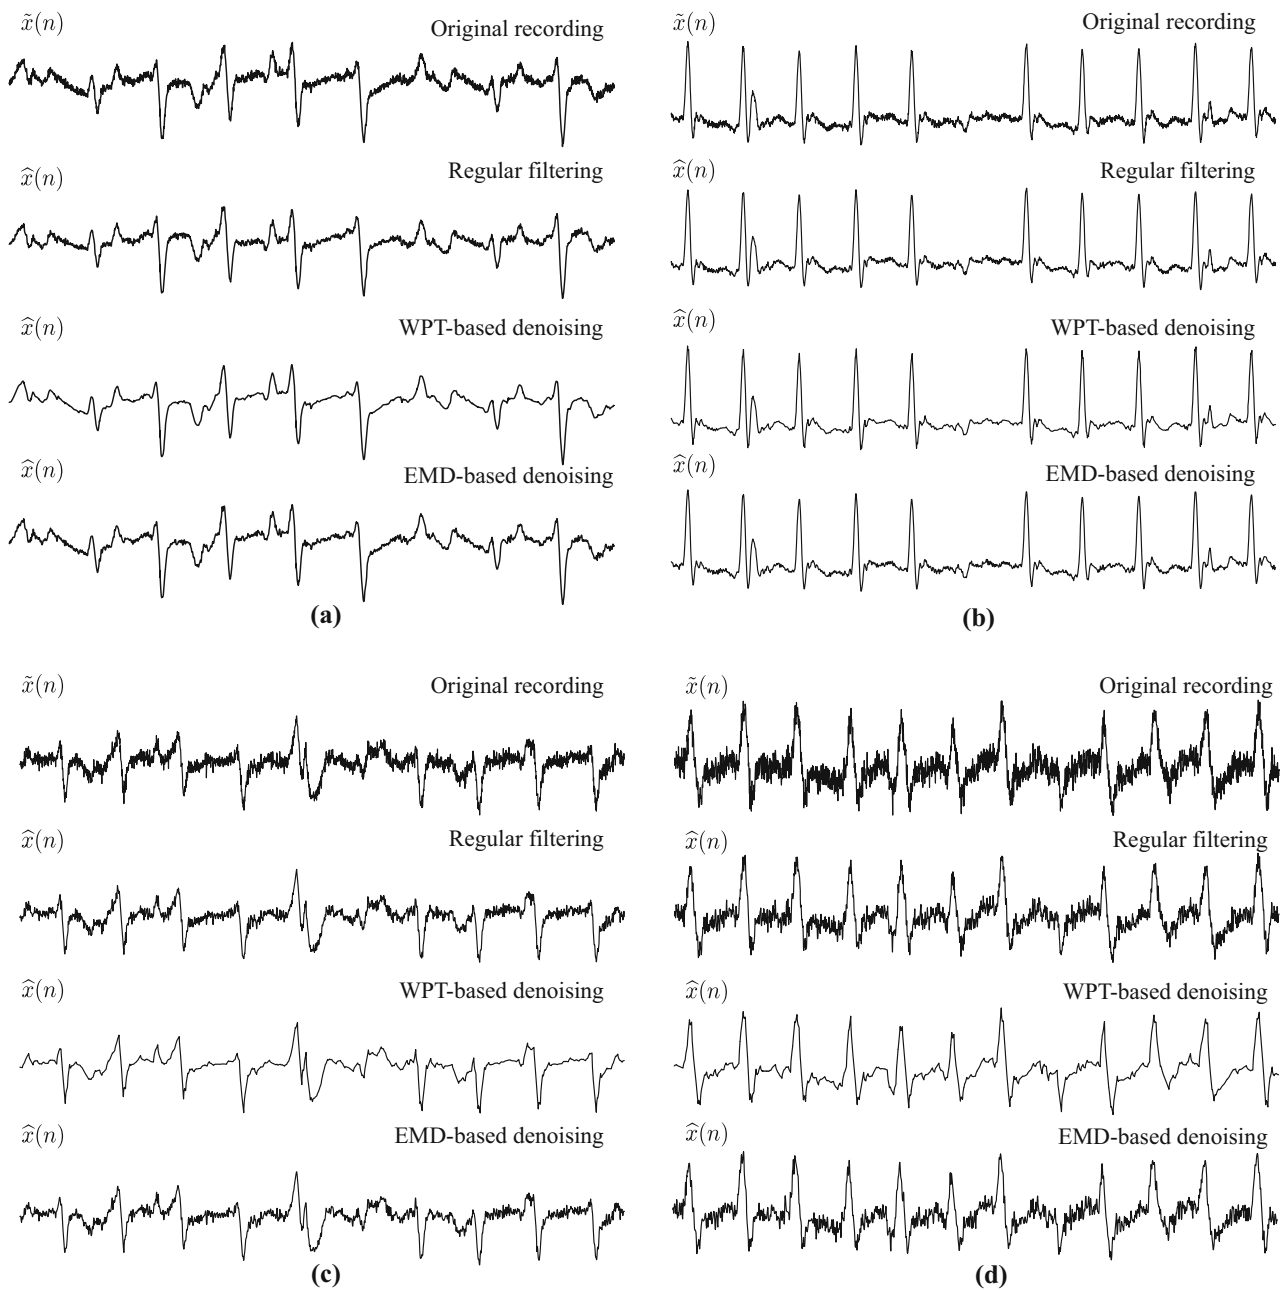 x̃(n)
Original recording
x̂(n)
Regular filtering
x̂(n)
WPT-based denoising
x̂(n)
EMD-based denoising
(a)
x̃(n)
Original recording
x̂(n)
Regular filtering
x̂(n)
WPT-based denoising
x̂(n)
EMD-based denoising
(b)
x̃(n)
Original recording
x̂(n)
Regular filtering
x̂(n)
WPT-based denoising
x̂(n)
EMD-based denoising
(c)
x̃(n)
Original recording
x̂(n)
Regular filtering
x̂(n)
WPT-based denoising
x̂(n)
EMD-based denoising
(d)